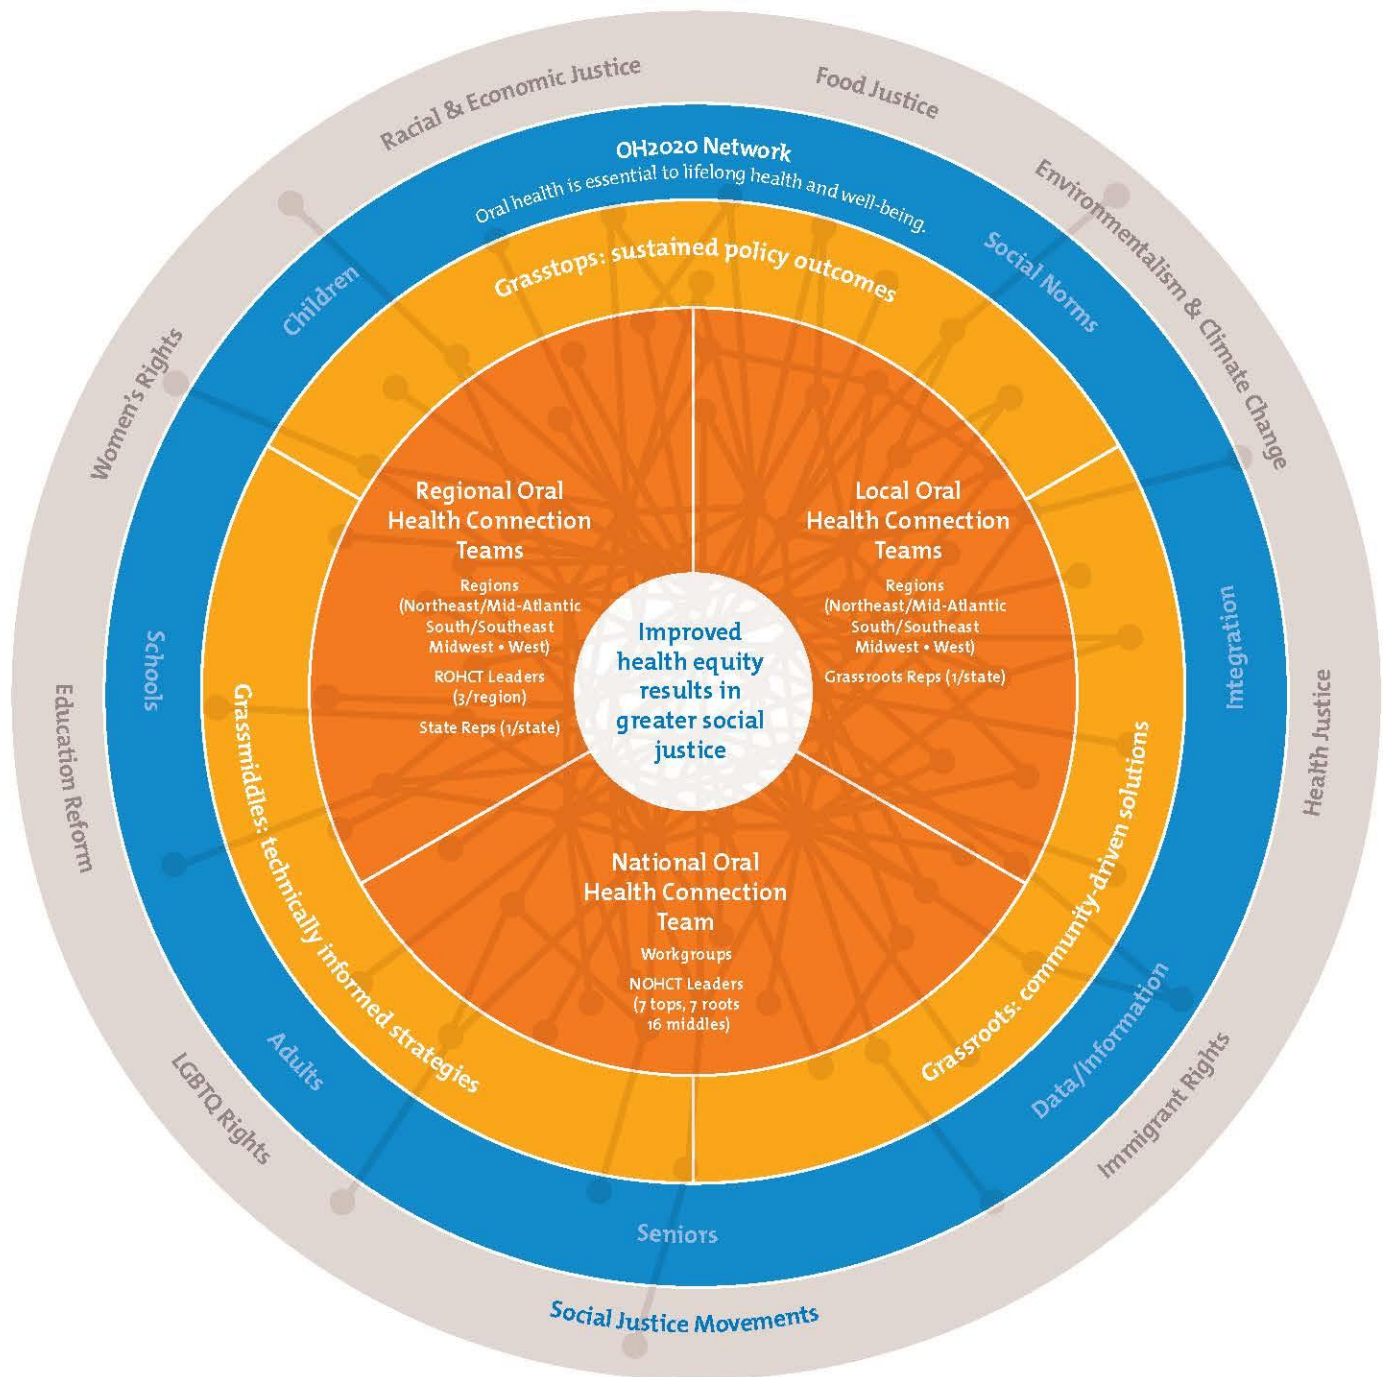 Racial & Economic Justice
Food Justice
Environmentalism & Climate Change
Health Justice
Immigrant Rights
Social Justice Movements
LGBTQ Rights
Education Reform
Women's Rights
OH2020 Network
Oral health is essential to lifelong health and well-being.
Children
Social Norms
Integration
Data/Information
Seniors
Adults
Schools
Grasstops: sustained policy outcomes
Grassroots: community-driven solutions
Grassmiddles: technically informed strategies
Regional Oral
Health Connection
Teams
Regions
(Northeast/Mid-Atlantic
South/Southeast
Midwest • West)
ROHCT Leaders
(3/region)
State Reps (1/state)
Local Oral
Health Connection
Teams
Regions
(Northeast/Mid-Atlantic
South/Southeast
Midwest • West)
Grassroots Reps (1/state)
Improved
health equity
results in
greater social
justice
National Oral
Health Connection
Team
Workgroups
NOHCT Leaders
(7 tops, 7 roots
16 middles)